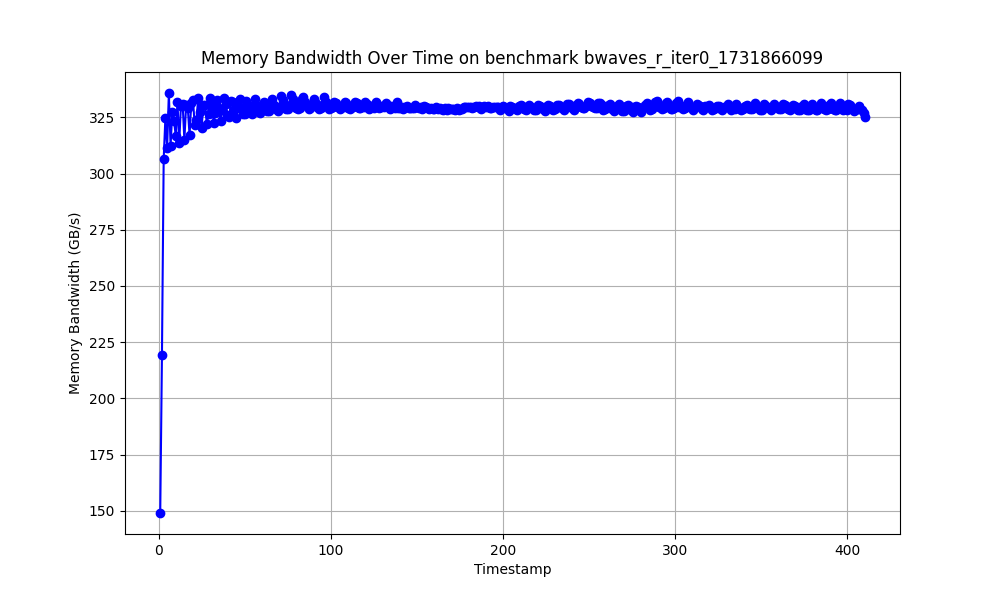 Memory Bandwidth Over Time on benchmark bwaves_r_iter0_1731866099
Memory Bandwidth (GB/s)
325
300
275
250
225
200
175
150
0 100 200 300 400
Timestamp